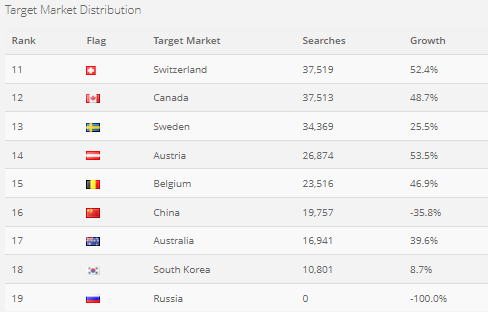 Target Market Distribution
Rank Flag Target Market Searches Growth
11 Switzerland 37,519 52.4%
12 Canada 37,513 48.7%
13 Sweden 34,369 25.5%
14 Austria 26,874 53.5%
15 Belgium 23,516 46.9%
16 China 19,757 -35.8%
17 Australia 16,941 39.6%
18 South Korea 10,801 8.7%
19 Russia 0 -100.0%